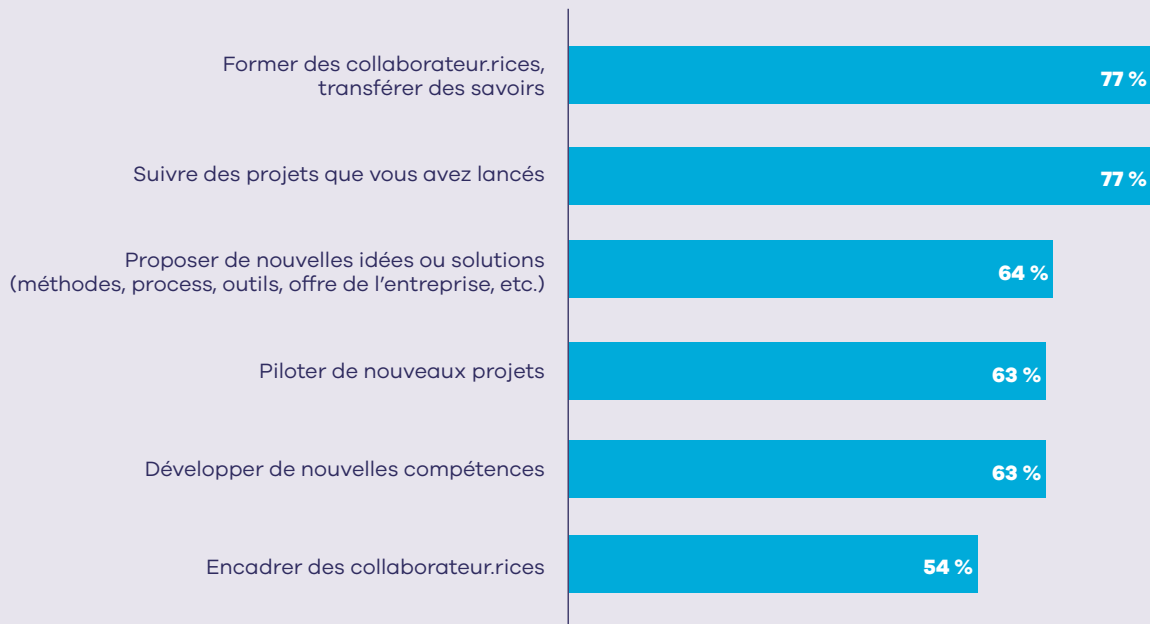 Former des collaborateur.rices,
transférer des savoirs
77 %
Suivre des projets que vous avez lancés
77 %
Proposer de nouvelles idées ou solutions
(méthodes, process, outils, offre de l’entreprise, etc.)
64 %
Piloter de nouveaux projets
63 %
Développer de nouvelles compétences
63 %
Encadrer des collaborateur.rices
54 %